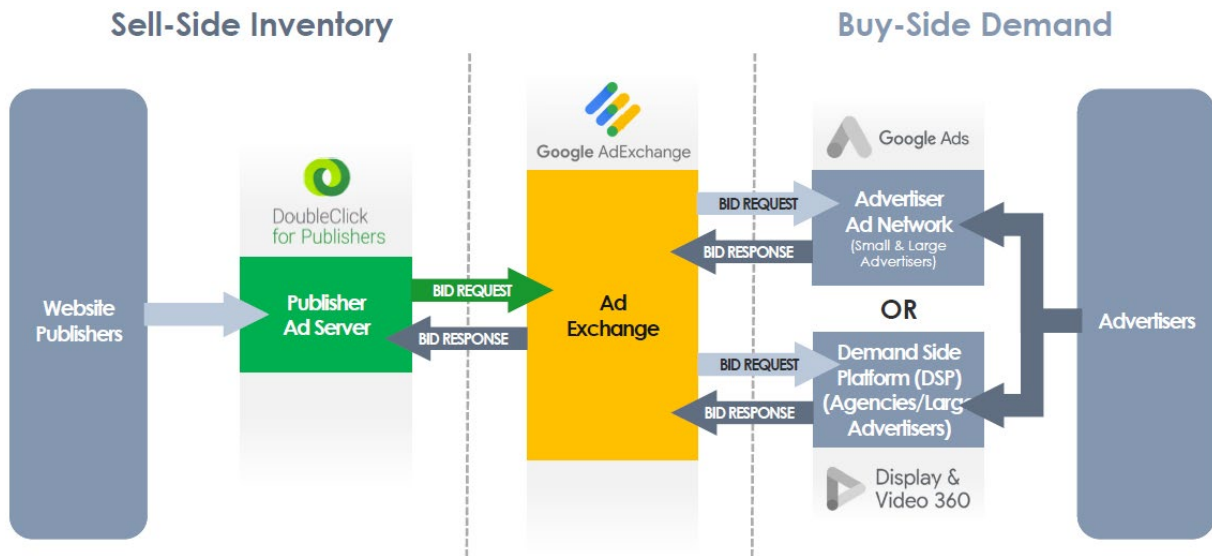 Sell-Side Inventory
Buy-Side Demand
Website
Publishers
DoubleClick
for Publishers
Publisher
Ad Server
BID REQUEST
BID RESPONSE
Google AdExchange
Ad
Exchange
BID REQUEST
BID RESPONSE
BID REQUEST
BID RESPONSE
Google Ads
Advertiser
Ad Network
(Small & Large
Advertisers)
OR
Demand Side
Platform (DSP)
(Agencies/Larg
Advertisers)
Display &
Video 360
Advertisers